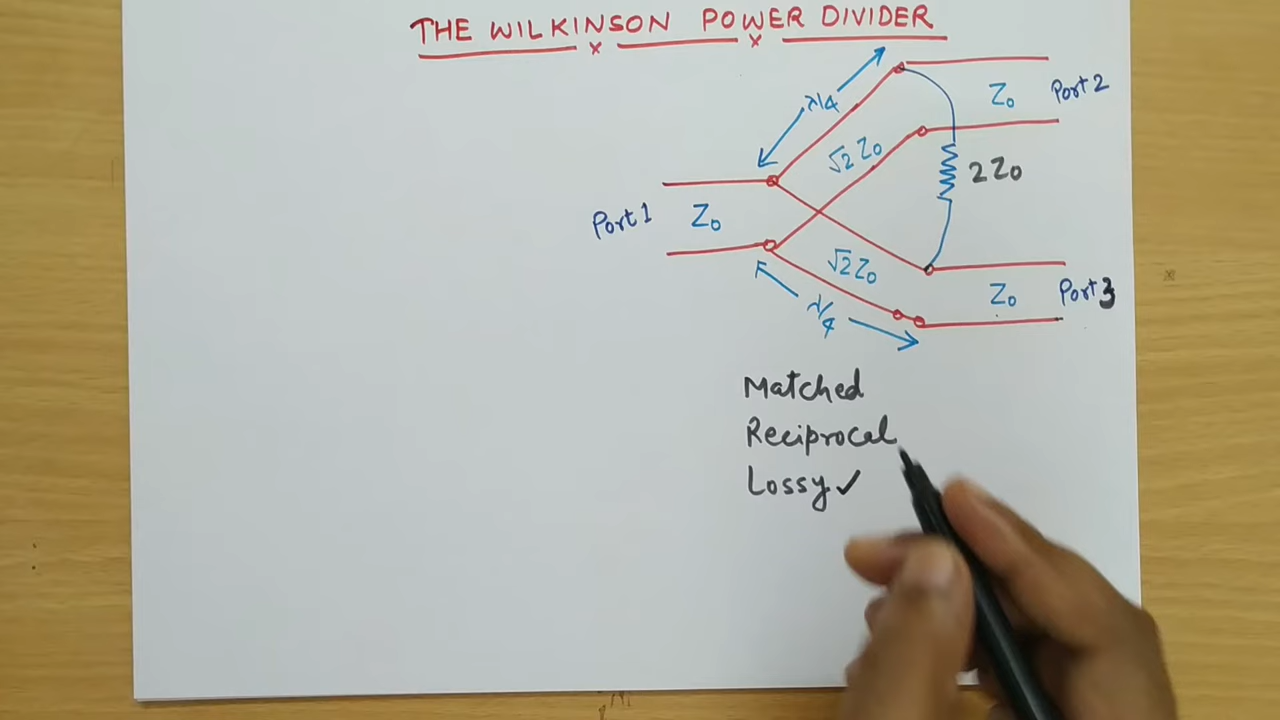 THE WILKINSON POWER DIVIDER
λ/4
Z₀
Port 2
√2 Z₀
2Z₀
Port 1
Z₀
√2 Z₀
Z₀
Port 3
λ/4
Matched
Reciprocal
Lossy ✓